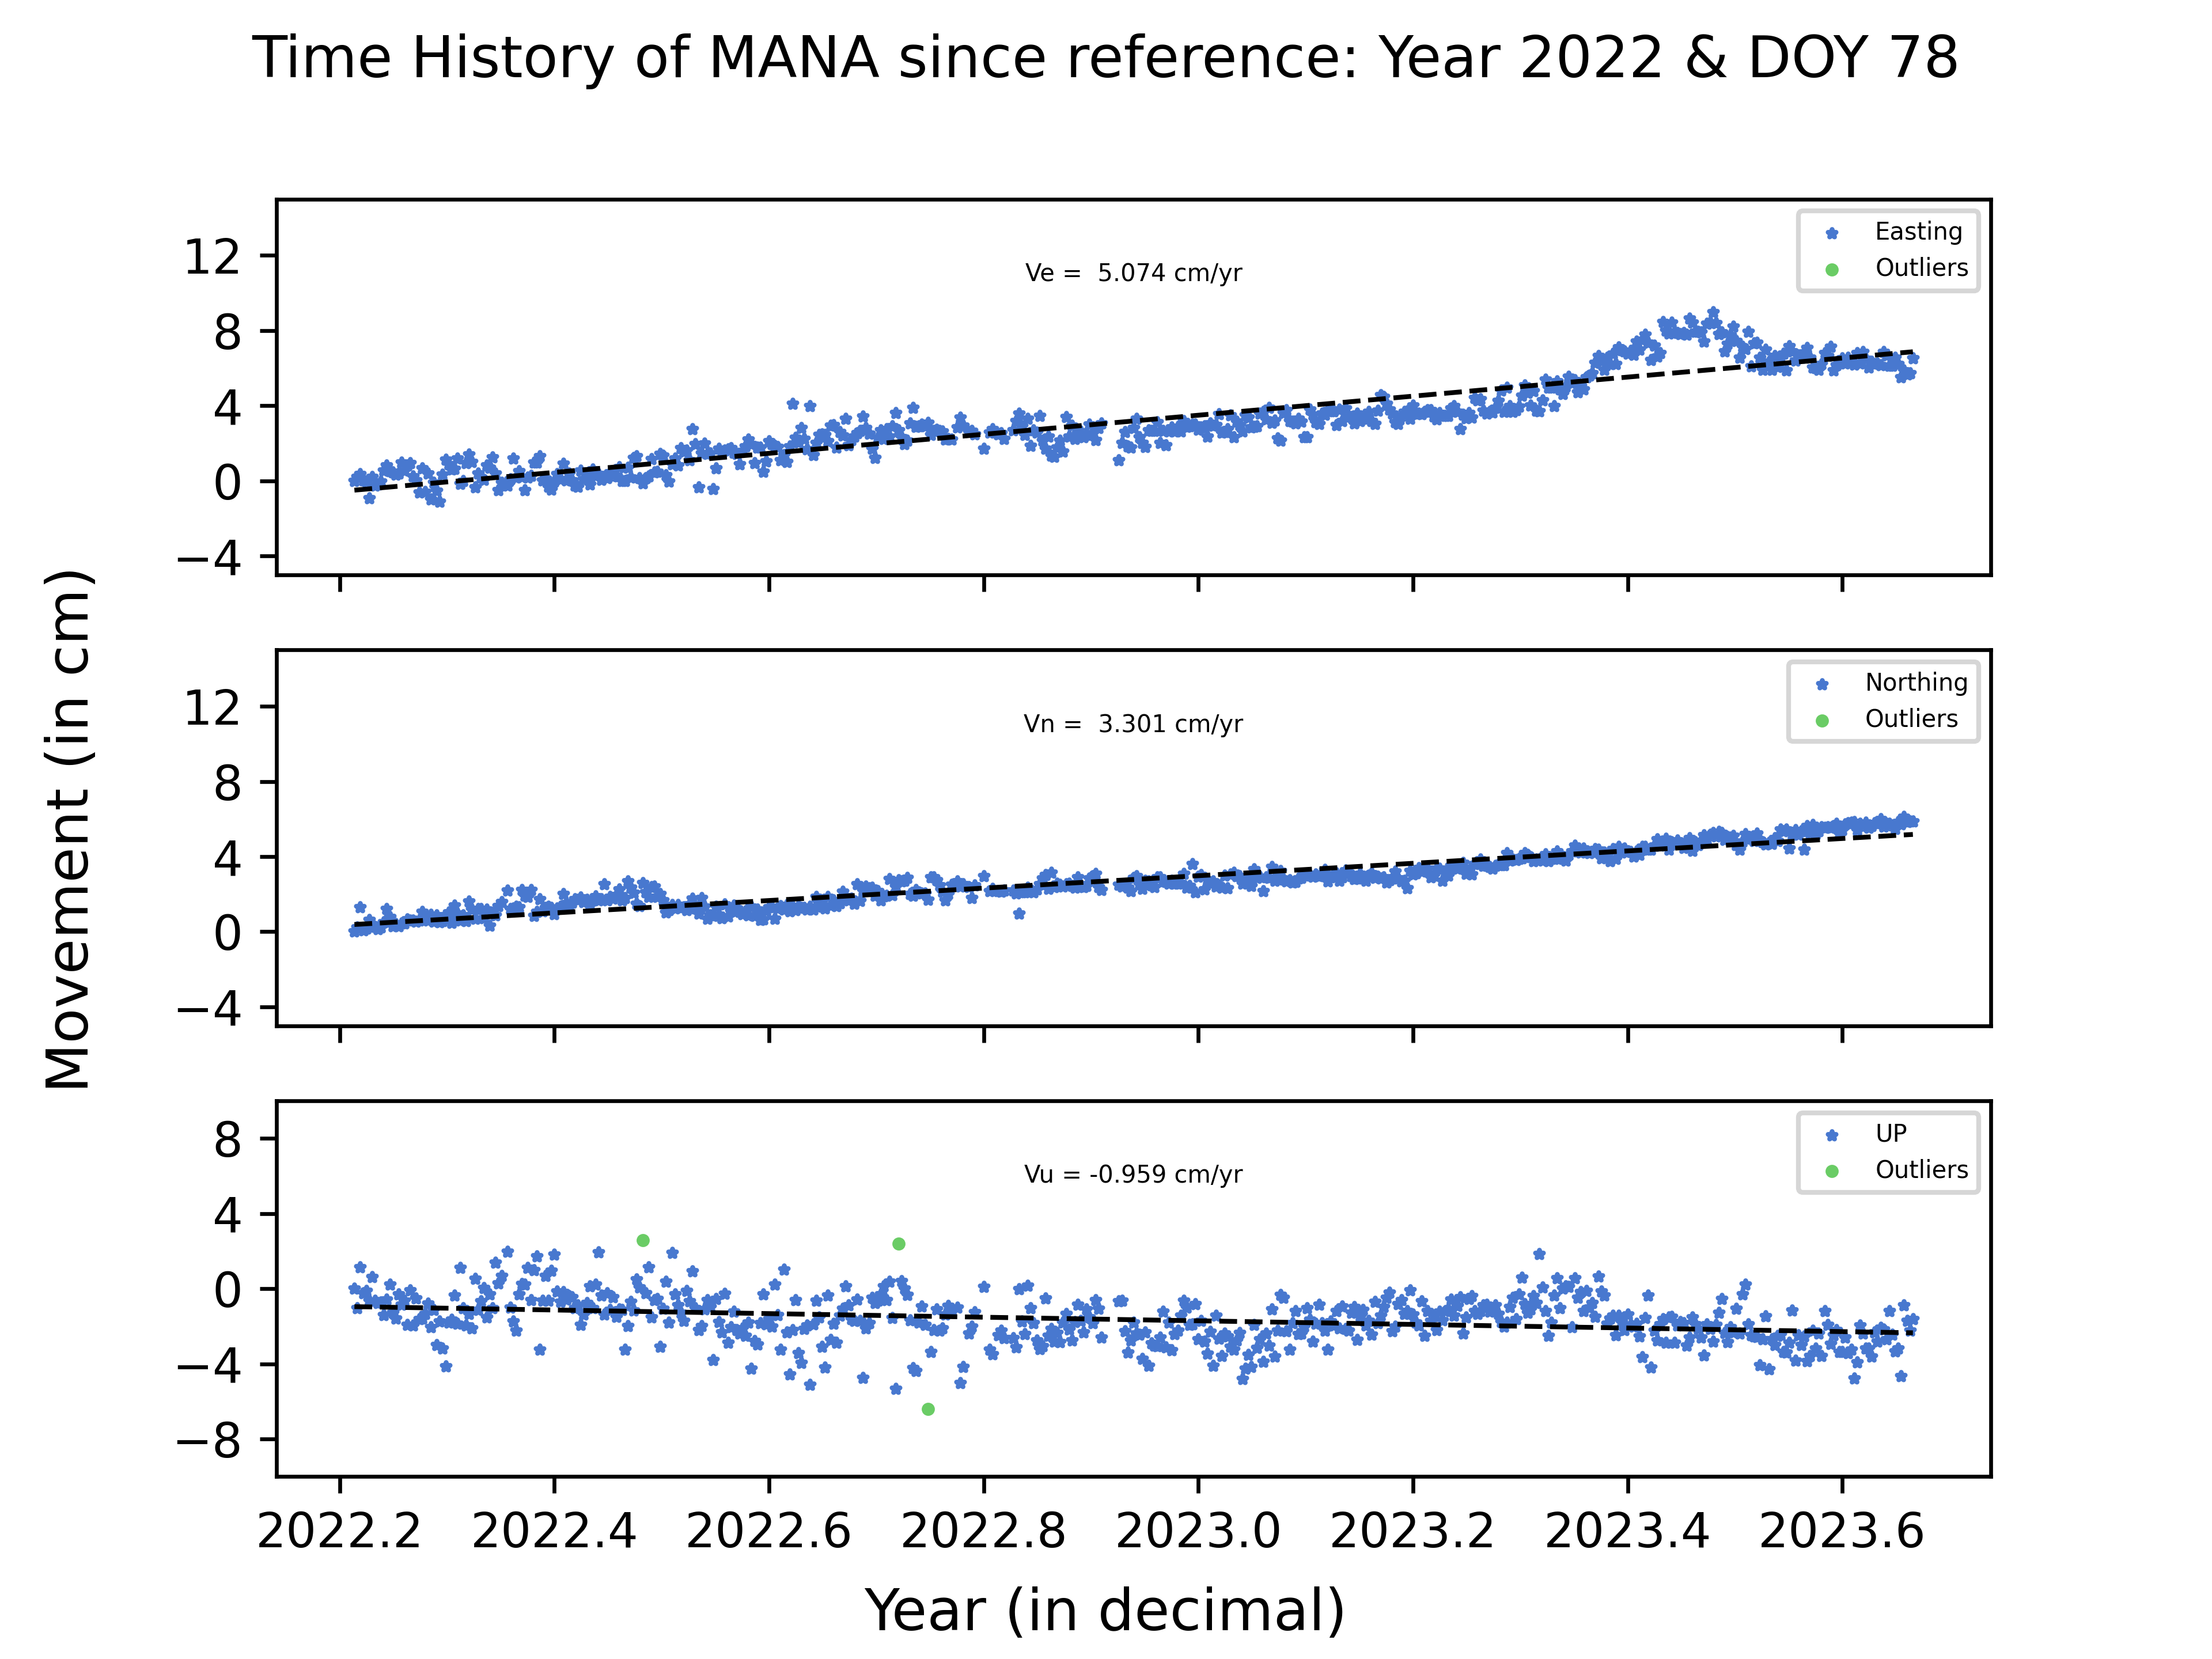 Time History of MANA since reference: Year 2022 & DOY 78
Movement (in cm)
12
8
4
0
−4
Ve =  5.074 cm/yr
Easting
Outliers
12
8
4
0
−4
Vn =  3.301 cm/yr
Northing
Outliers
8
4
0
−4
−8
Vu = -0.959 cm/yr
UP
Outliers
2022.2 2022.4 2022.6 2022.8 2023.0 2023.2 2023.4 2023.6
Year (in decimal)